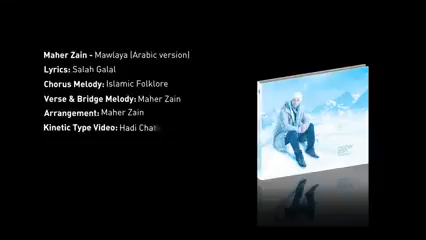 Maher Zain - Mawlaya (Arabic version)
Lyrics: Salah Galal
Chorus Melody: Islamic Folklore
Verse & Bridge Melody: Maher Zain
Arrangement: Maher Zain
Kinetic Type Video: Hadi Chat